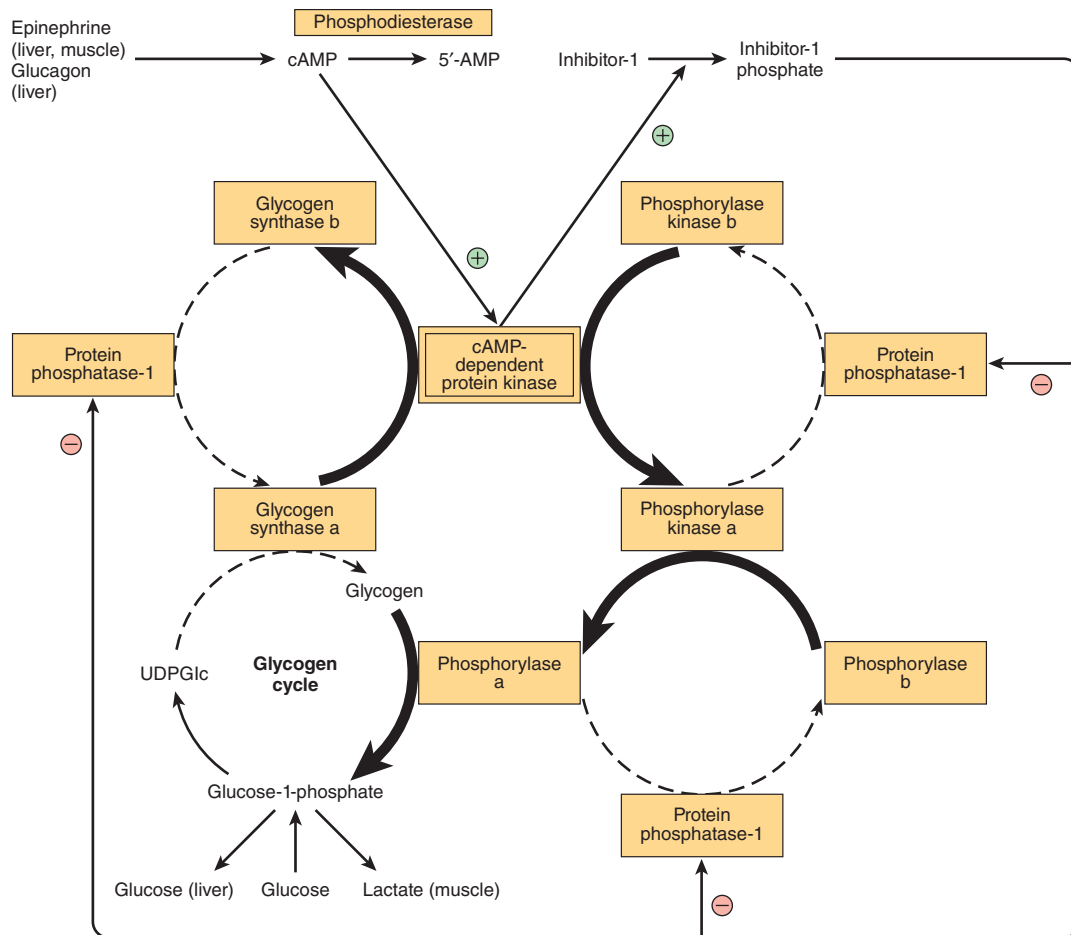 Phosphodiesterase
Epinephrine
(liver, muscle)
Glucagon
(liver)
cAMP
5′-AMP
Inhibitor-1
Inhibitor-1
phosphate
+
Glycogen
synthase b
Phosphorylase
kinase b
+
Protein
phosphatase-1
cAMP-
dependent
protein kinase
Protein
phosphatase-1
−
−
Glycogen
synthase a
Phosphorylase
kinase a
Glycogen
UDPGlc
Glycogen
cycle
Phosphorylase
a
Phosphorylase
b
Glucose-1-phosphate
Protein
phosphatase-1
Glucose (liver)
Glucose
Lactate (muscle)
−